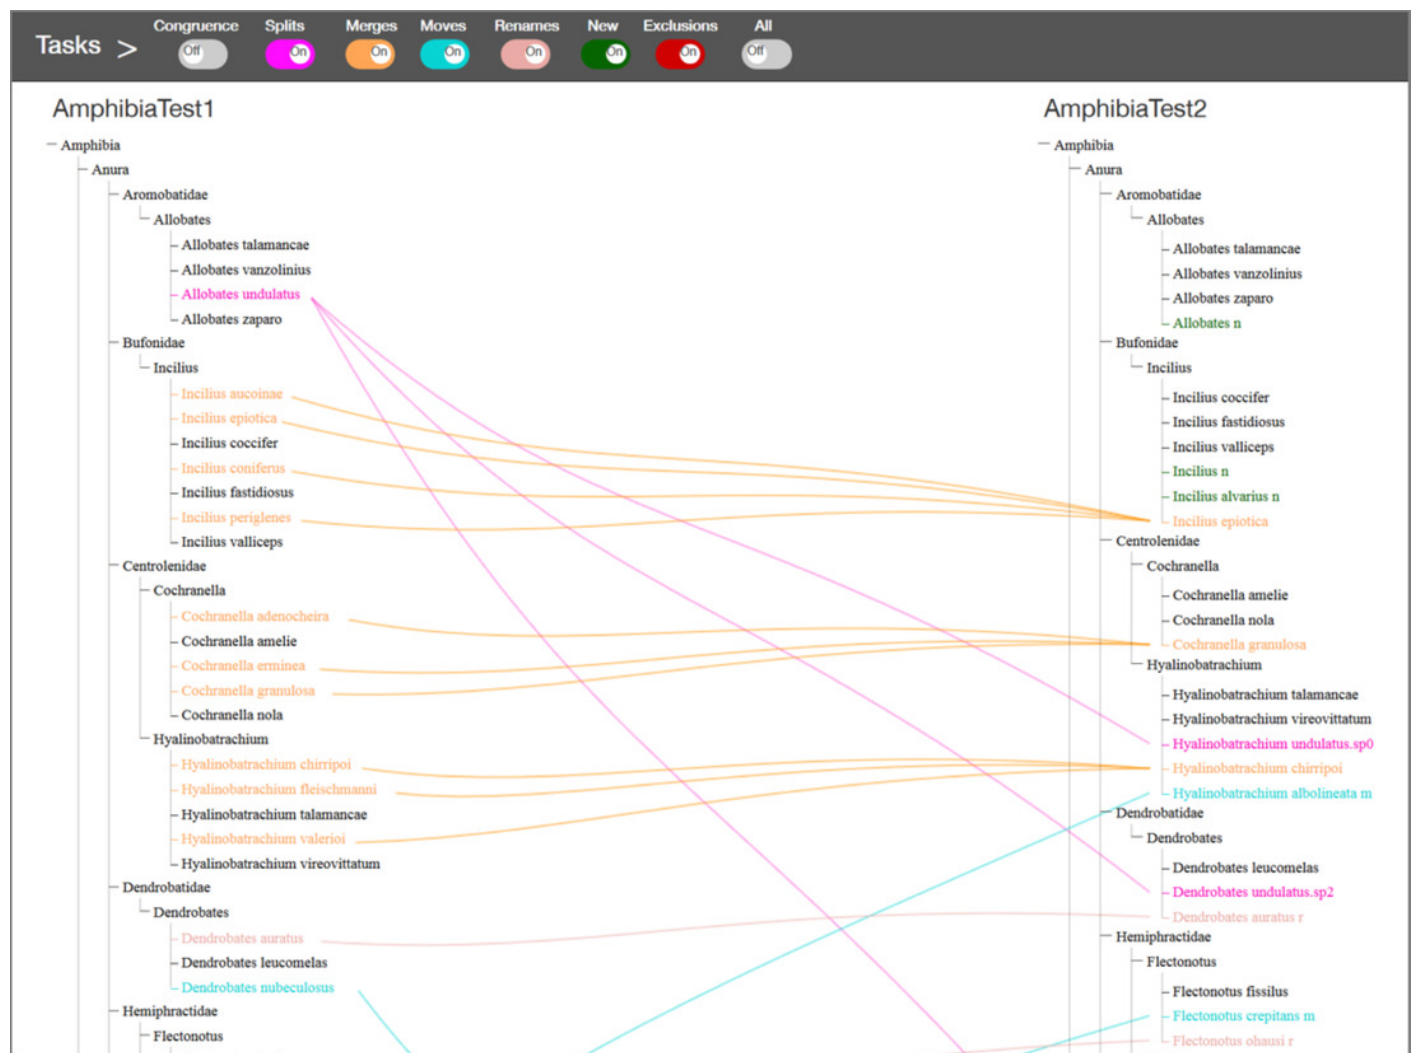 Tasks >
Congruence Splits Merges Moves Renames New Exclusions All
Off On On On On On On Off
AmphibiaTest1
Amphibia
Anura
Aromobatidae
Allobates
Allobates talamancae
Allobates vanzolinius
Allobates undulatus
Allobates zaparo
Bufonidae
Incilius
Incilius aucoinae
Incilius epiotica
Incilius coccifer
Incilius coniferus
Incilius fastidiosus
Incilius periglenes
Incilius valliceps
Centrolenidae
Cochranella
Cochranella adenocheira
Cochranella amelie
Cochranella erminea
Cochranella granulosa
Cochranella nola
Hyalinobatrachium
Hyalinobatrachium chirripoi
Hyalinobatrachium fleischmanni
Hyalinobatrachium talamancae
Hyalinobatrachium valerioi
Hyalinobatrachium vireovittatum
Dendrobatidae
Dendrobates
Dendrobates auratus
Dendrobates leucomelas
Dendrobates nubeculosus
Hemiphractidae
Flectonotus
AmphibiaTest2
Amphibia
Anura
Aromobatidae
Allobates
Allobates talamancae
Allobates vanzolinius
Allobates zaparo
Allobates n
Bufonidae
Incilius
Incilius coccifer
Incilius fastidiosus
Incilius valliceps
Incilius n
Incilius alvarius n
Incilius epiotica
Centrolenidae
Cochranella
Cochranella amelie
Cochranella nola
Cochranella granulosa
Hyalinobatrachium
Hyalinobatrachium talamancae
Hyalinobatrachium vireovittatum
Hyalinobatrachium undulatus.sp0
Hyalinobatrachium chirripoi
Hyalinobatrachium albolineata m
Dendrobatidae
Dendrobates
Dendrobates leucomelas
Dendrobates undulatus.sp2
Dendrobates auratus r
Hemiphractidae
Flectonotus
Flectonotus fissilus
Flectonotus crepitans m
Flectonotus ohausi r